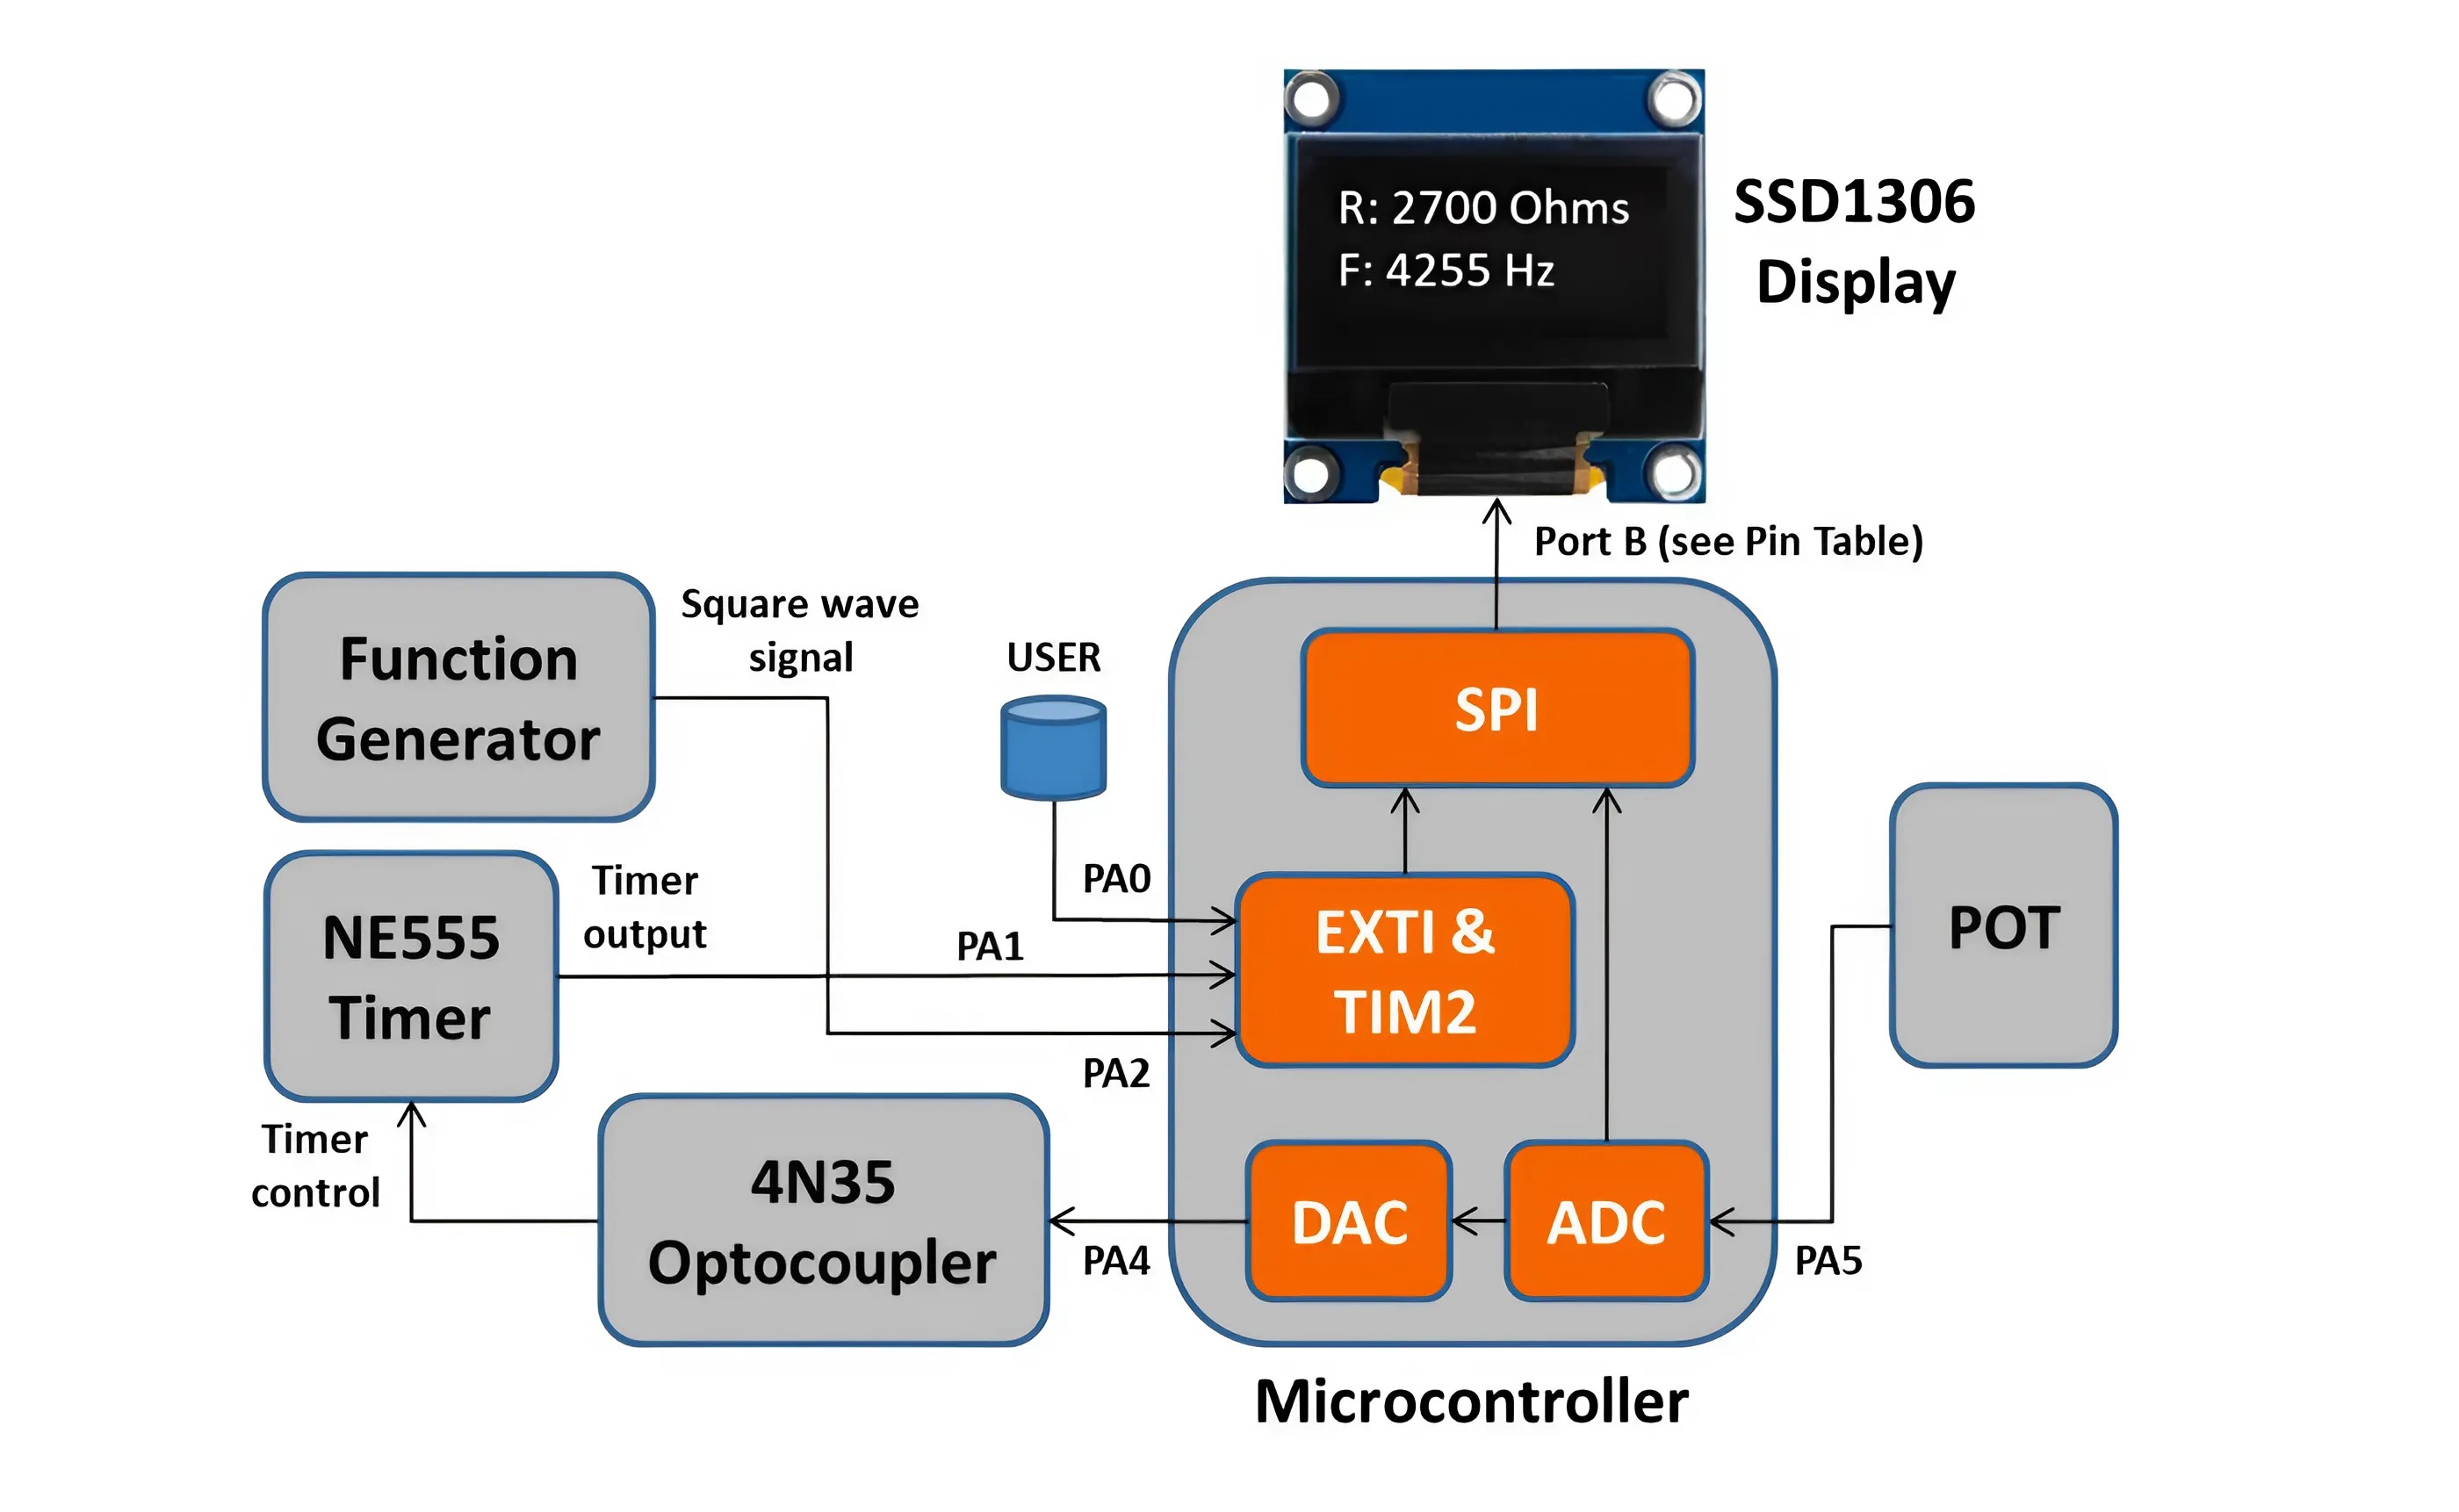 R: 2700 Ohms
F: 4255 Hz
SSD1306
Display
Port B (see Pin Table)
Function
Generator
Square wave
signal
USER
SPI
NE555
Timer
Timer
output
PA0
PA1
EXTI &
TIM2
PA2
POT
Timer
control
4N35
Optocoupler
PA4
DAC
ADC
PA5
Microcontroller